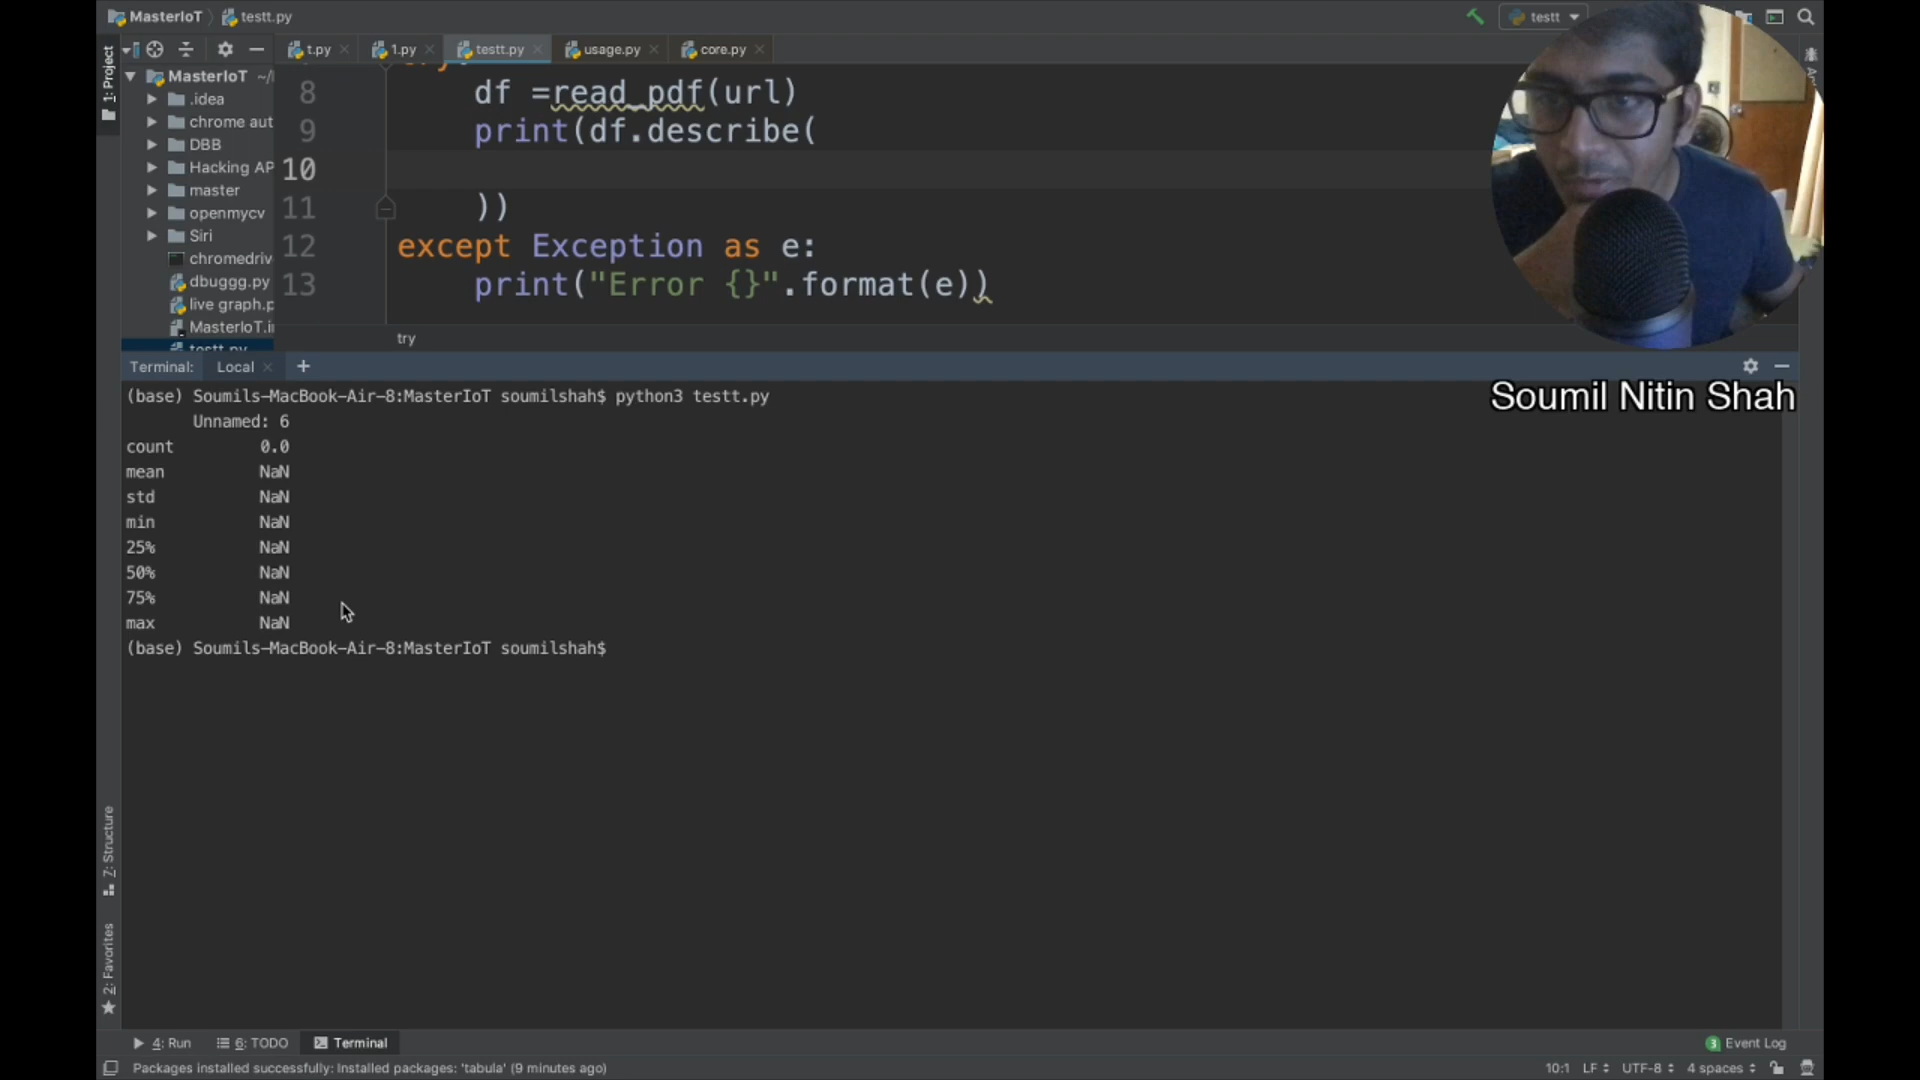 MasterIoT testt.py
testt
1: Project
t.py 1.py testt.py usage.py core.py
MasterIoT ~/
.idea
chrome aut
DBB
Hacking AP
master
openmycv
Siri
chromedriv
dbuggg.py
live graph.p
MasterIoT.i
testt.py
8 df =read_pdf(url)
9 print(df.describe(
10
11 ))
12 except Exception as e:
13 print("Error {}".format(e))
try
Terminal: Local +
Soumil Nitin Shah
(base) Soumils-MacBook-Air-8:MasterIoT soumilshah$ python3 testt.py
Unnamed: 6
count 0.0
mean NaN
std NaN
min NaN
25% NaN
50% NaN
75% NaN
max NaN
(base) Soumils-MacBook-Air-8:MasterIoT soumilshah$
Z: Structure
2: Favorites
4: Run 6: TODO Terminal 3 Event Log
Packages installed successfully: Installed packages: 'tabula' (9 minutes ago) 10:1 LF UTF-8 4 spaces